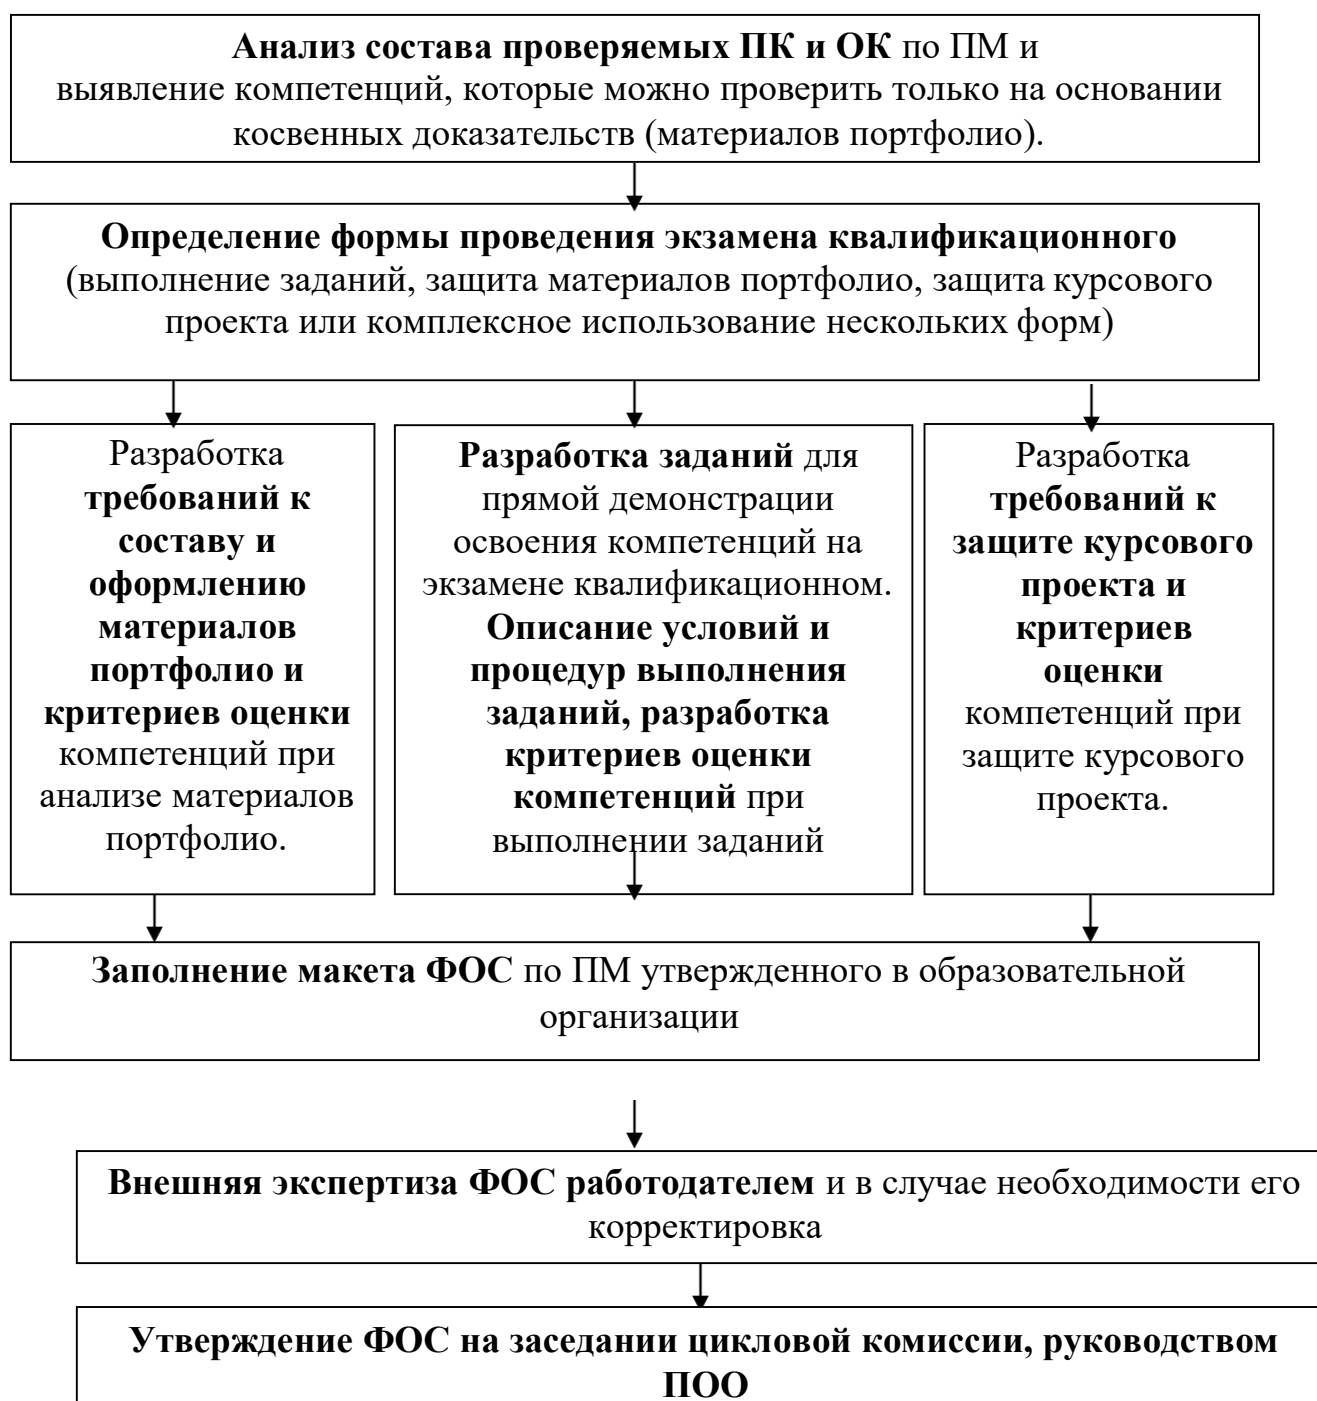 Анализ состава проверяемых ПК и ОК по ПМ и
выявление компетенций, которые можно проверить только на основании
косвенных доказательств (материалов портфолио).
Определение формы проведения экзамена квалификационного
(выполнение заданий, защита материалов портфолио, защита курсового
проекта или комплексное использование нескольких форм)
Разработка
требований к
составу и
оформлению
материалов
портфолио и
критериев оценки
компетенций при
анализе материалов
портфолио.
Разработка заданий для
прямой демонстрации
освоения компетенций на
экзамене квалификационном.
Описание условий и
процедур выполнения
заданий, разработка
критериев оценки
компетенций при
выполнении заданий
Разработка
требований к
защите курсового
проекта и
критериев
оценки
компетенций при
защите курсового
проекта.
Заполнение макета ФОС по ПМ утвержденного в образовательной
организации
Внешняя экспертиза ФОС работодателем и в случае необходимости его
корректировка
Утверждение ФОС на заседании цикловой комиссии, руководством
ПОО